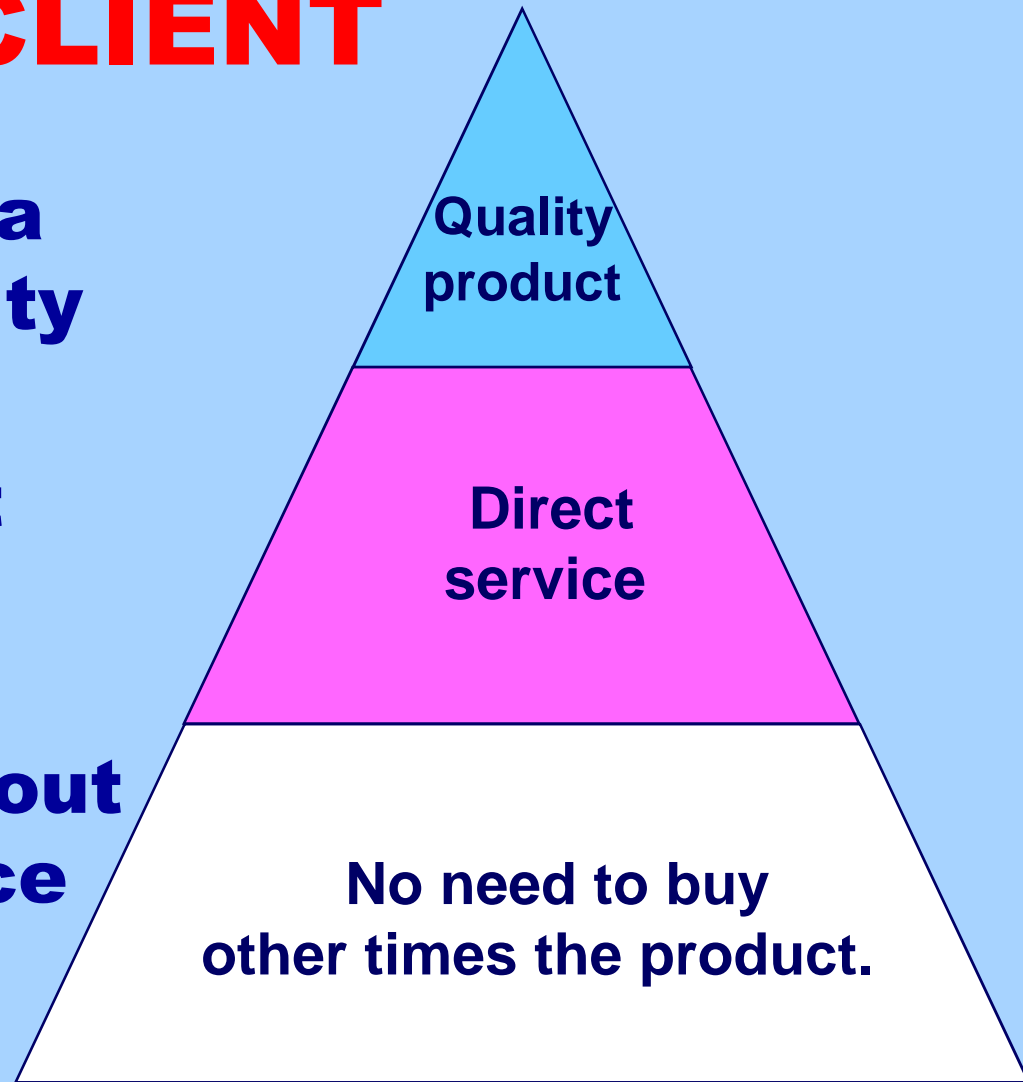 CLIENT
a
ty
out
ce
Quality
product
Direct
service
No need to buy
other times the product.